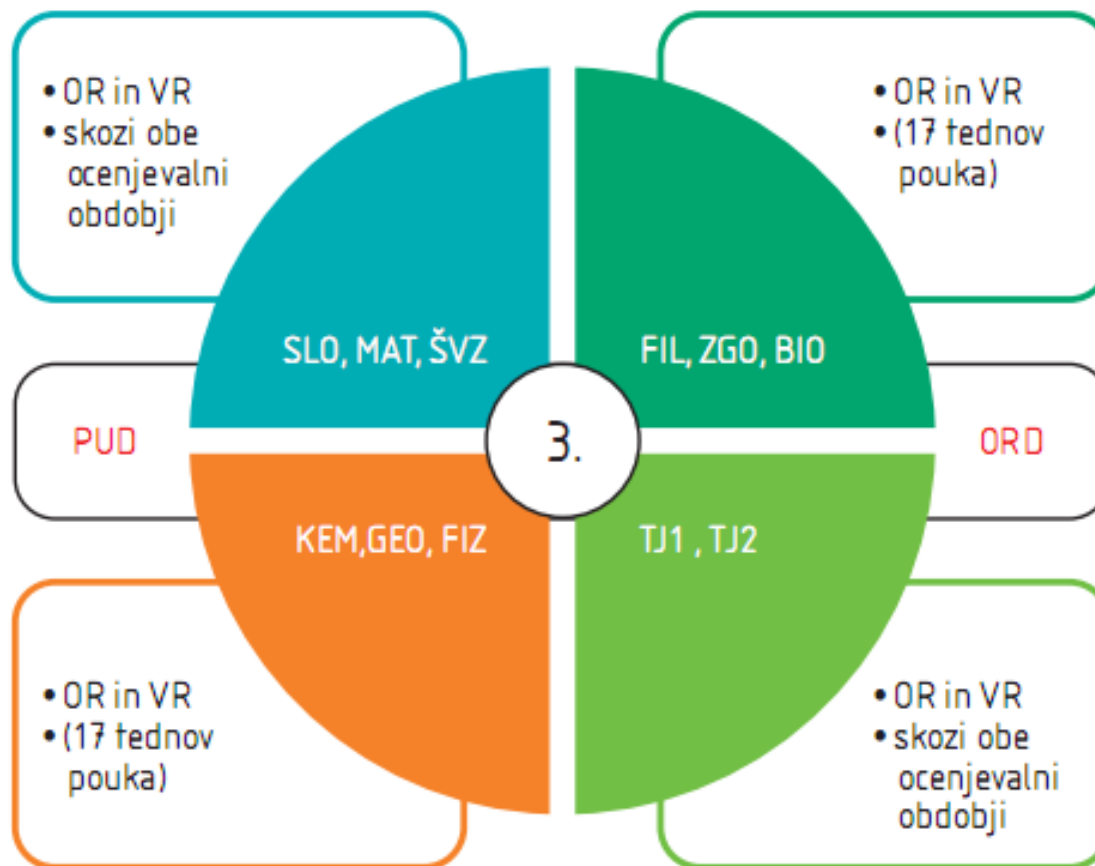 • OR in VR
• skozi obe
ocenjevalni
obdobji
• OR in VR
• (17 tednov
pouka)
SLO, MAT, ŠVZ
FIL, ZGO, BIO
PUD
3.
ORD
KEM,GEO, FIZ
TJ1 , TJ2
• OR in VR
• (17 tednov
pouka)
• OR in VR
• skozi obe
ocenjevalni
obdobji